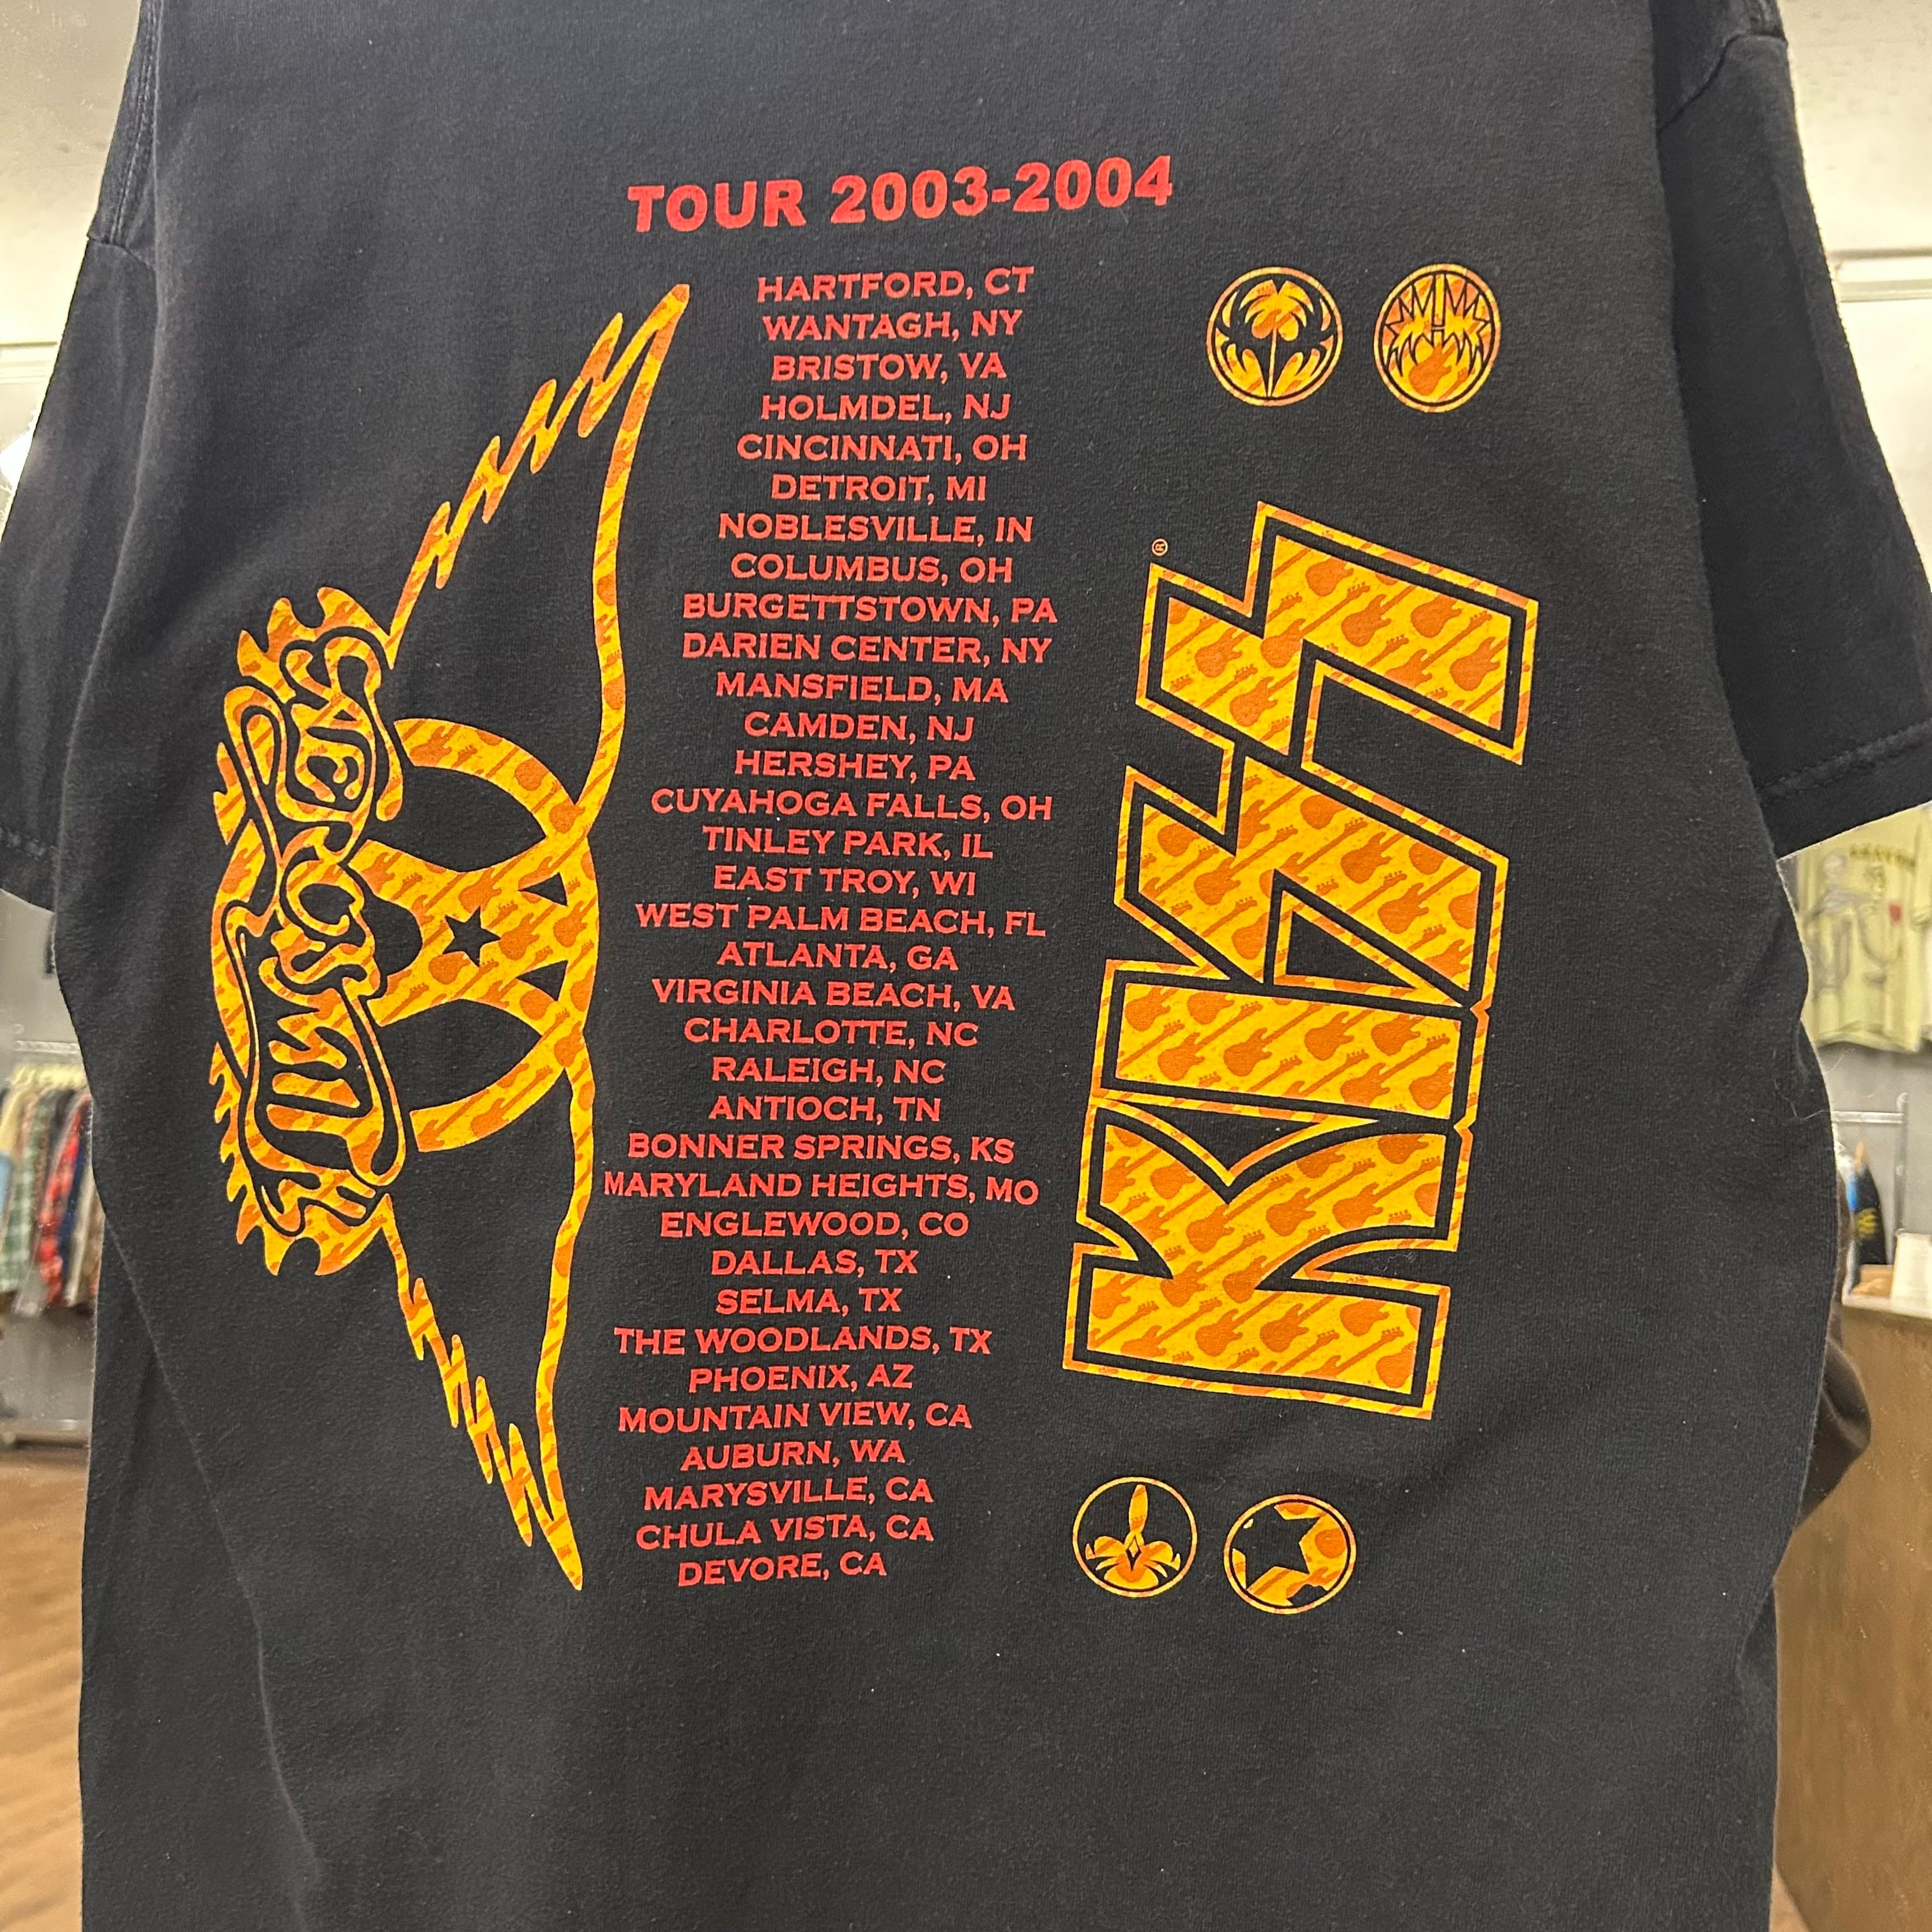 TOUR 2003-2004
HARTFORD, CT
WANTAGH, NY
BRISTOW, VA
HOLMDEL, NJ
CINCINNATI, OH
DETROIT, MI
NOBLESVILLE, IN
COLUMBUS, OH
BURGETTSTOWN, PA
DARIEN CENTER, NY
MANSFIELD, MA
CAMDEN, NJ
HERSHEY, PA
CUYAHOGA FALLS, OH
TINLEY PARK, IL
EAST TROY, WI
WEST PALM BEACH, FL
ATLANTA, GA
VIRGINIA BEACH, VA
CHARLOTTE, NC
RALEIGH, NC
ANTIOCH, TN
BONNER SPRINGS, KS
MARYLAND HEIGHTS, MO
ENGLEWOOD, CO
DALLAS, TX
SELMA, TX
THE WOODLANDS, TX
PHOENIX, AZ
MOUNTAIN VIEW, CA
AUBURN, WA
MARYSVILLE, CA
CHULA VISTA, CA
DEVORE, CA
AEROSMITH
KISS
®